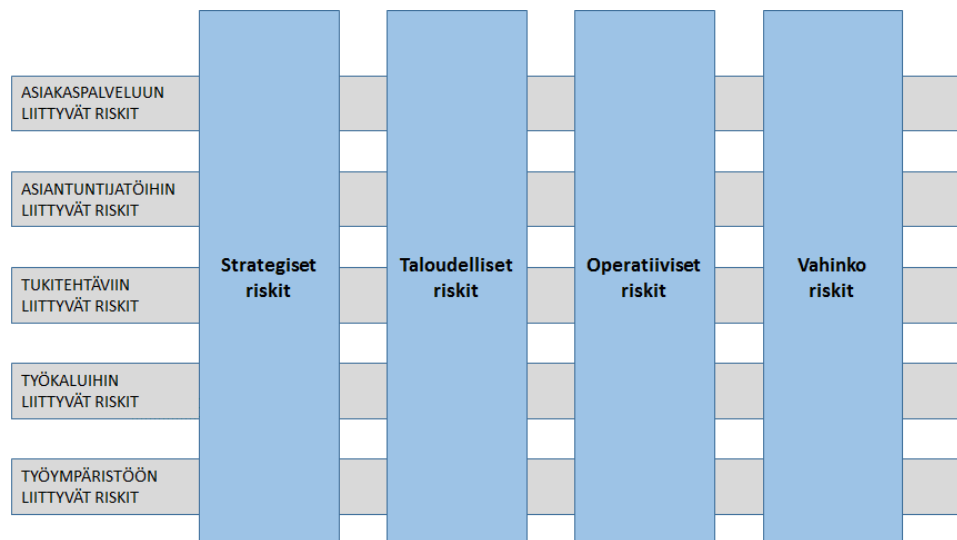 ASIAKASPALVELUUN
LIITTYVÄT RISKIT
ASIANTUNTIJATÖIHIN
LIITTYVÄT RISKIT
TUKITEHTÄVIIN
LIITTYVÄT RISKIT
TYÖKALUIHIN
LIITTYVÄT RISKIT
TYÖYMPÄRISTÖÖN
LIITTYVÄT RISKIT
Strategiset
riskit
Taloudelliset
riskit
Operatiiviset
riskit
Vahinko
riskit